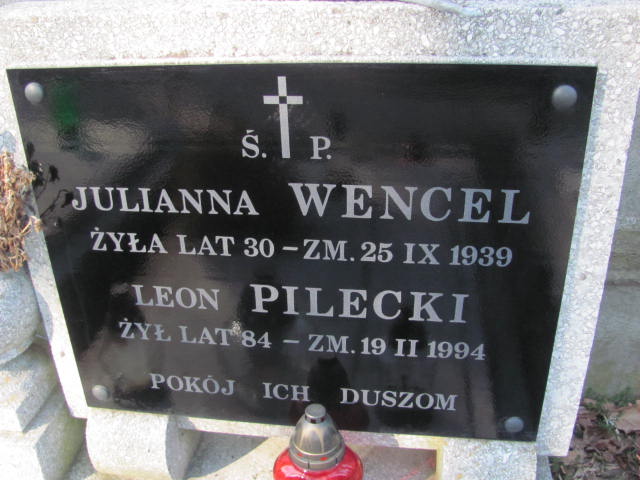 Ś. P.
JULIANNA WENCEL
ŻYŁA LAT 30 – ZM. 25 IX 1939
LEON PILECKI
ŻYŁ LAT 84 – ZM. 19 II 1994
POKÓJ ICH DUSZOM